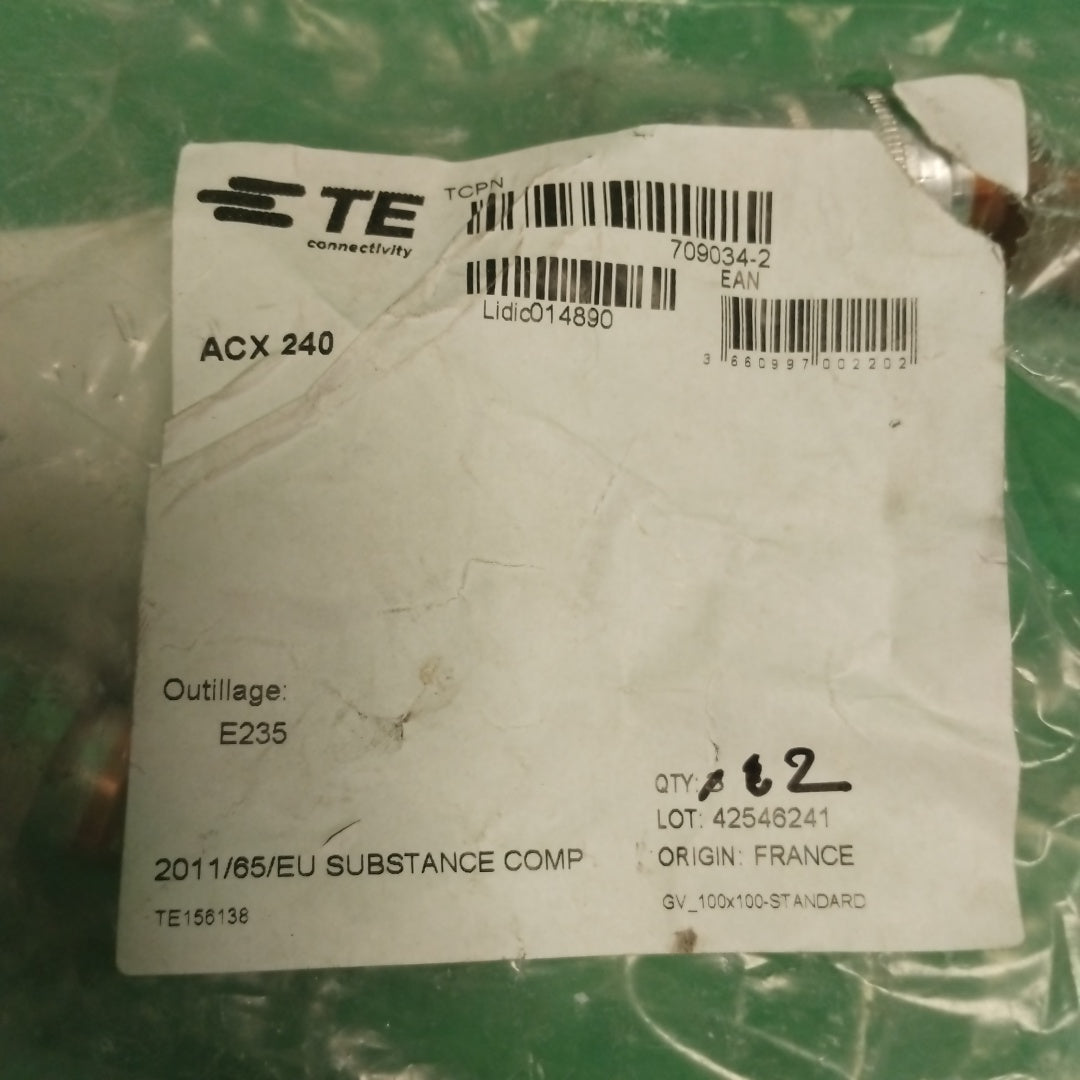 TE
connectivity
TCPN
709034-2
Lidic014890
EAN
3 660997 002202
ACX 240
Outillage:
E235
QTY: 2
LOT: 42546241
ORIGIN: FRANCE
2011/65/EU SUBSTANCE COMP
TE156138
GV_100x100-STANDARD